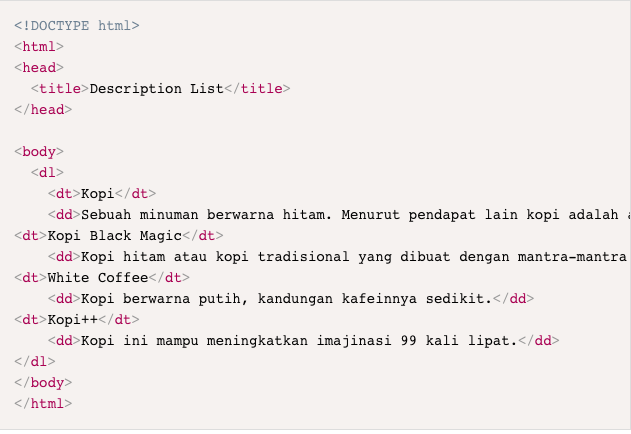 <!DOCTYPE html>
<html>
<head>
  <title>Description List</title>
</head>

<body>
  <dl>
    <dt>Kopi</dt>
    <dd>Sebuah minuman berwarna hitam. Menurut pendapat lain kopi adalah
<dt>Kopi Black Magic</dt>
    <dd>Kopi hitam atau kopi tradisional yang dibuat dengan mantra-mantra
<dt>White Coffee</dt>
    <dd>Kopi berwarna putih, kandungan kafeinnya sedikit.</dd>
<dt>Kopi++</dt>
    <dd>Kopi ini mampu meningkatkan imajinasi 99 kali lipat.</dd>
</dl>
</body>
</html>